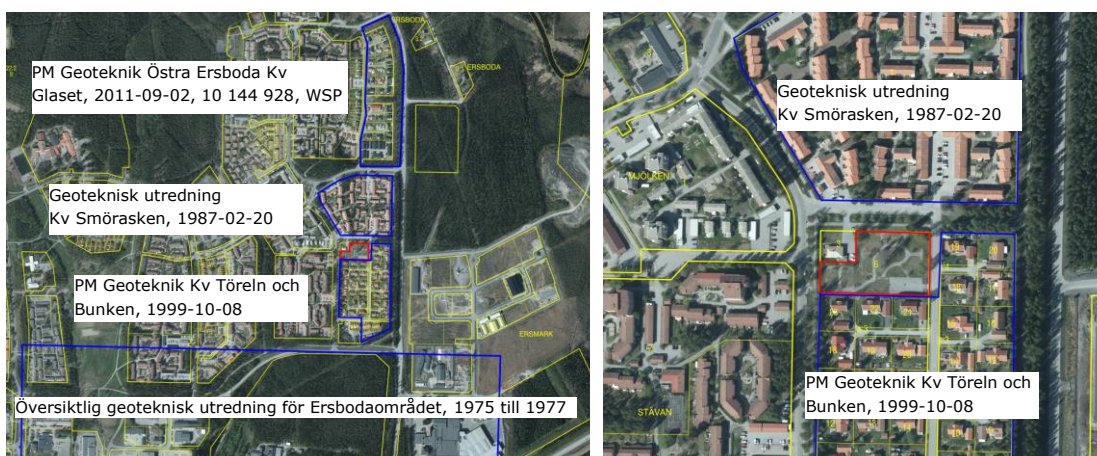 ERSBODA
PM Geoteknik Östra Ersboda Kv
Glaset, 2011-09-02, 10 144 928, WSP
ERSBODA
Geoteknisk utredning
Kv Smörasken, 1987-02-20
PM Geoteknik Kv Töreln och
Bunken, 1999-10-08
ERSMARK
Översiktlig geoteknisk utredning för Ersbodaområdet, 1975 till 1977
Geoteknisk utredning
Kv Smörasken, 1987-02-20
MJÖLKEN
PM Geoteknik Kv Töreln och
Bunken, 1999-10-08
STÄVAN